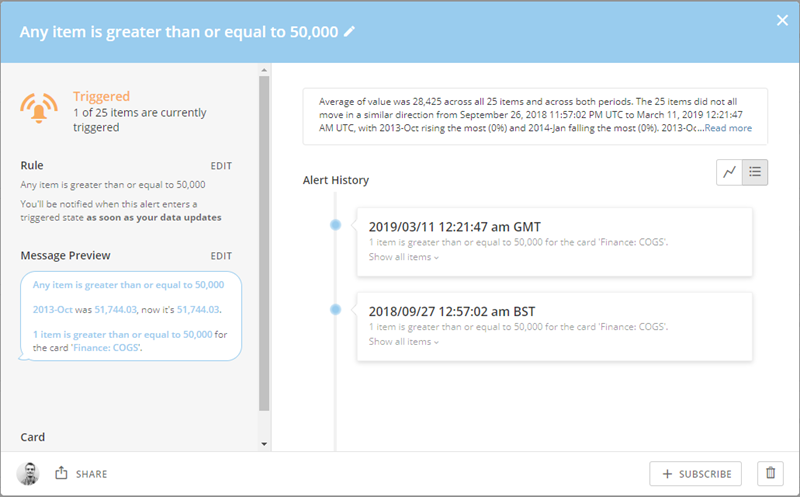 Any item is greater than or equal to 50,000
Triggered
1 of 25 items are currently
triggered
Rule EDIT
Any item is greater than or equal to 50,000
You'll be notified when this alert enters a
triggered state as soon as your data updates
Message Preview EDIT
Any item is greater than or equal to 50,000
2013-Oct was 51,744.03, now it's 51,744.03.
1 item is greater than or equal to 50,000 for
the card 'Finance: COGS'.
Card
Average of value was 28,425 across all 25 items and across both periods. The 25 items did not all
move in a similar direction from September 26, 2018 11:57:02 PM UTC to March 11, 2019 12:21:47
AM UTC, with 2013-Oct rising the most (0%) and 2014-Jan falling the most (0%). 2013-Oc...Read more
Alert History
2019/03/11 12:21:47 am GMT
1 item is greater than or equal to 50,000 for the card 'Finance: COGS'.
Show all items
2018/09/27 12:57:02 am BST
1 item is greater than or equal to 50,000 for the card 'Finance: COGS'.
Show all items
SHARE
+ SUBSCRIBE